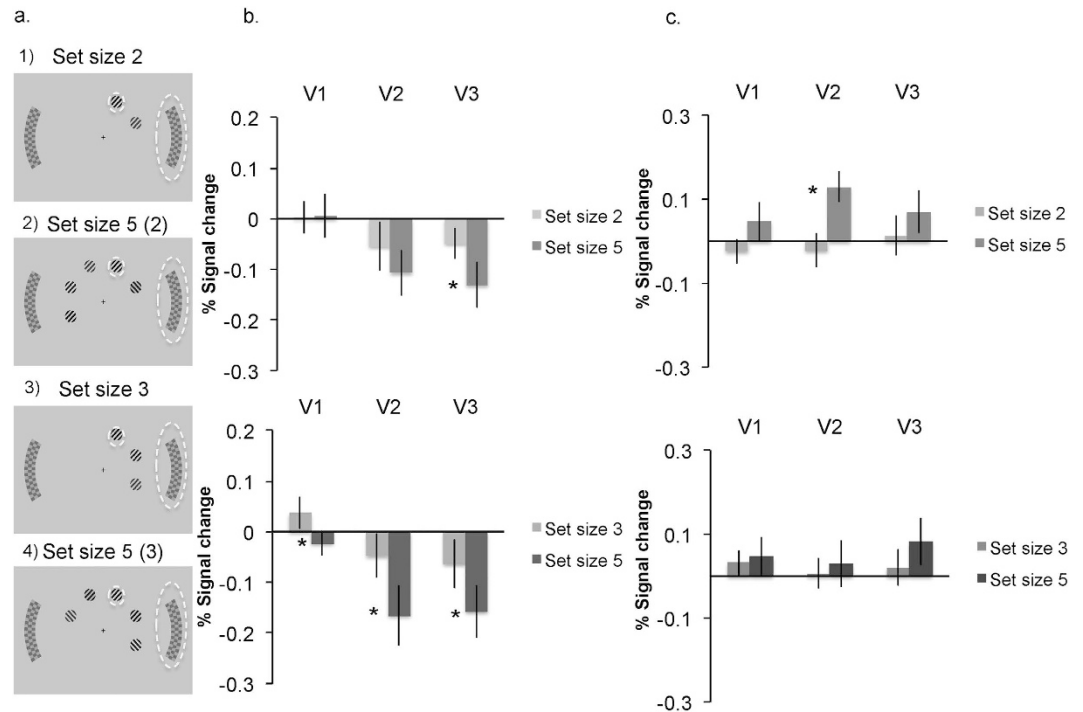 a.
1) Set size 2
2) Set size 5 (2)
3) Set size 3
4) Set size 5 (3)
b.
V1 V2 V3
0.2
0.1
0
-0.1
-0.2
-0.3
% Signal change
*
Set size 2
Set size 5
V1 V2 V3
0.2
0.1
0
-0.1
-0.2
-0.3
% Signal change
* * *
Set size 3
Set size 5
c.
V1 V2 V3
0.3
0.1
-0.1
-0.3
% Signal change
*
Set size 2
Set size 5
V1 V2 V3
0.3
0.1
-0.1
-0.3
% Signal change
Set size 3
Set size 5